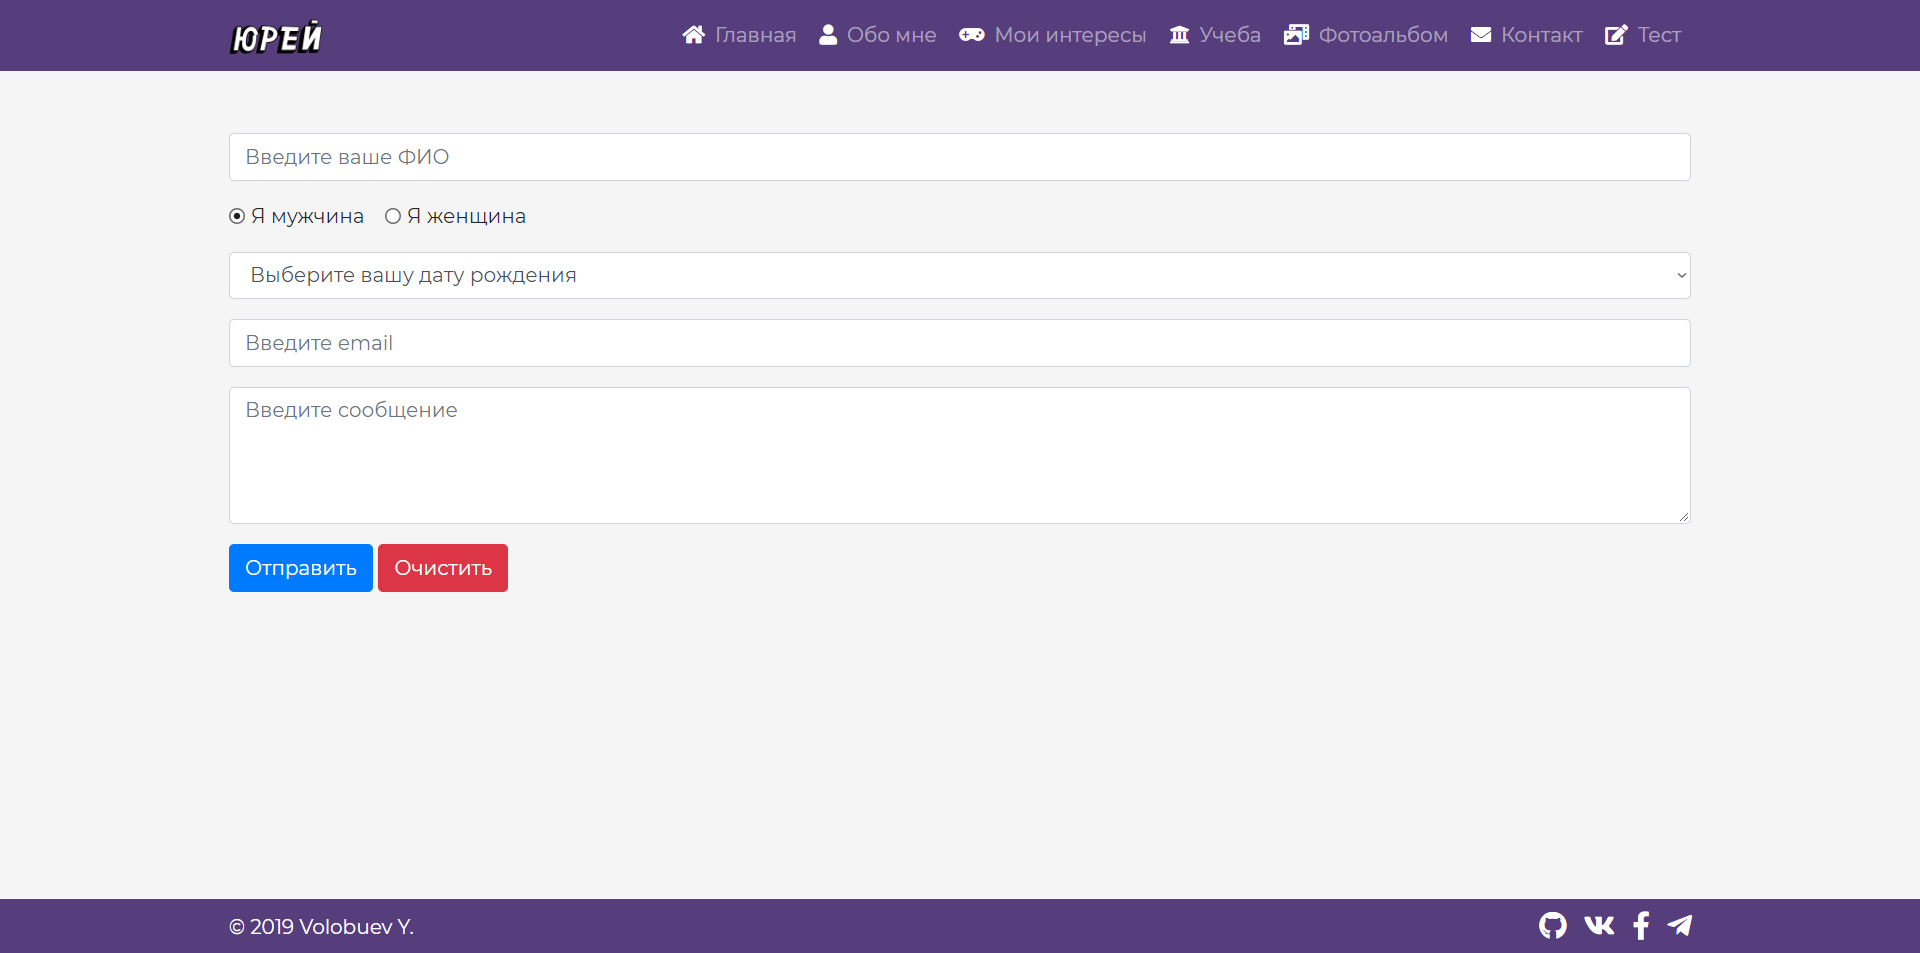 ЮРЕЙ Главная Обо мне Мои интересы Учеба Фотоальбом Контакт Тест
Введите ваше ФИО
Я мужчина Я женщина
Выберите вашу дату рождения
Введите email
Введите сообщение
Отправить Очистить
© 2019 Volobuev Y.